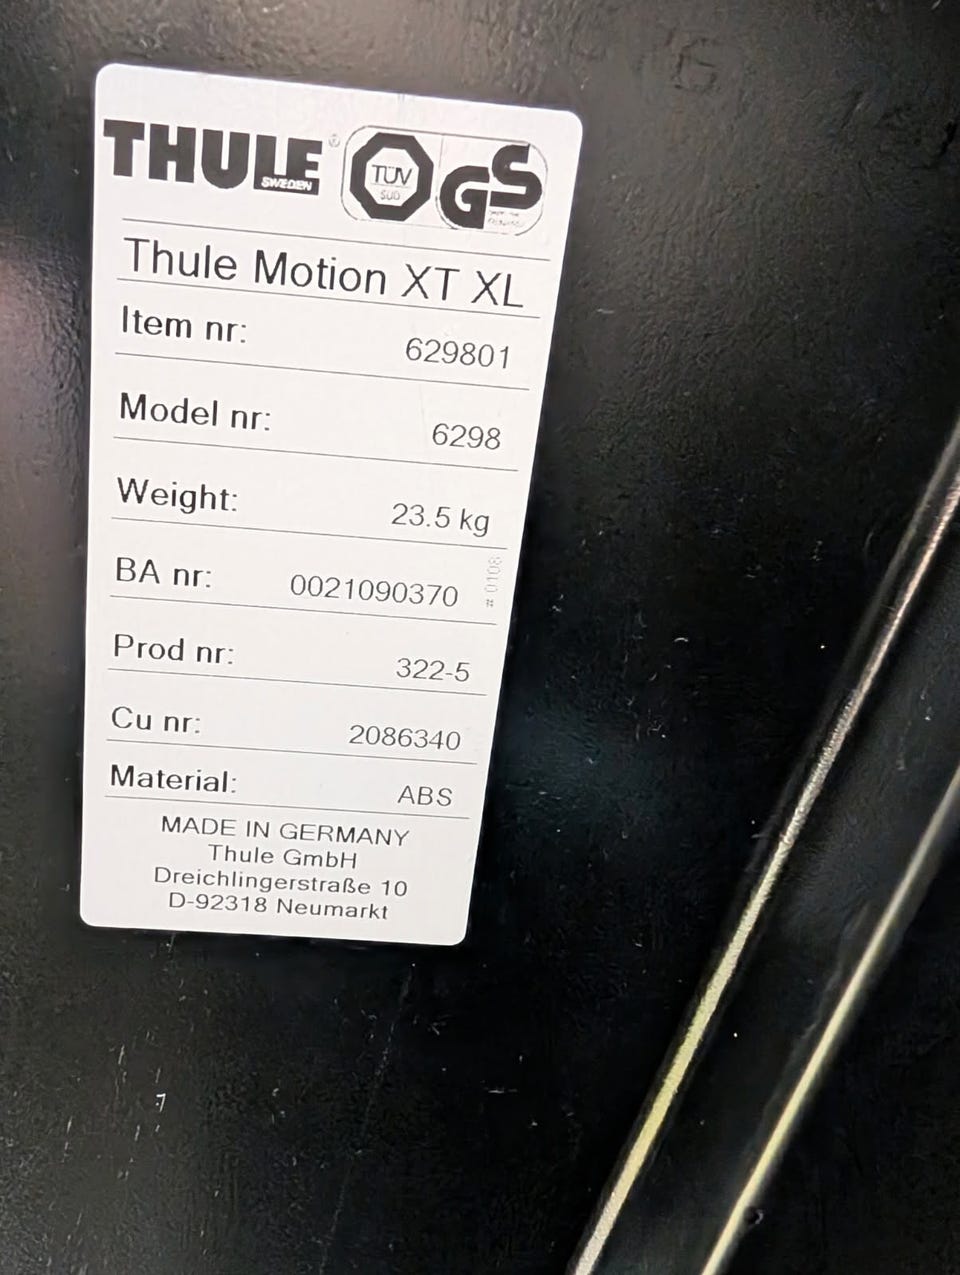 THULE ®
SWEDEN
TÜV
SÜD
GS
Thule Motion XT XL
Item nr: 629801
Model nr: 6298
Weight: 23.5 kg
BA nr: 0021090370
# 0108
Prod nr: 322-5
Cu nr: 2086340
Material: ABS
MADE IN GERMANY
Thule GmbH
Dreichlingerstraße 10
D-92318 Neumarkt